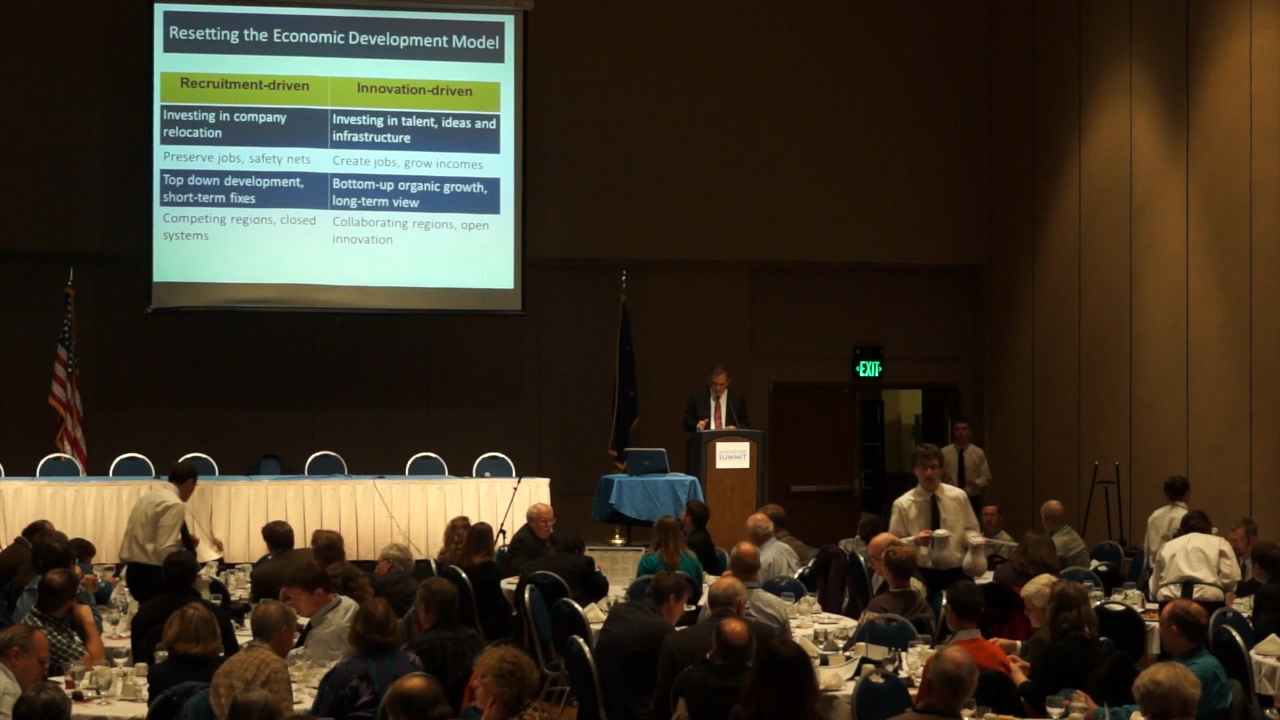 Resetting the Economic Development Model
Recruitment-driven
Innovation-driven
Investing in company
relocation
Investing in talent, ideas and
infrastructure
Preserve jobs, safety nets
Create jobs, grow incomes
Top down development,
short-term fixes
Bottom-up organic growth,
long-term view
Competing regions, closed
systems
Collaborating regions, open
innovation
EXIT
SUMMIT